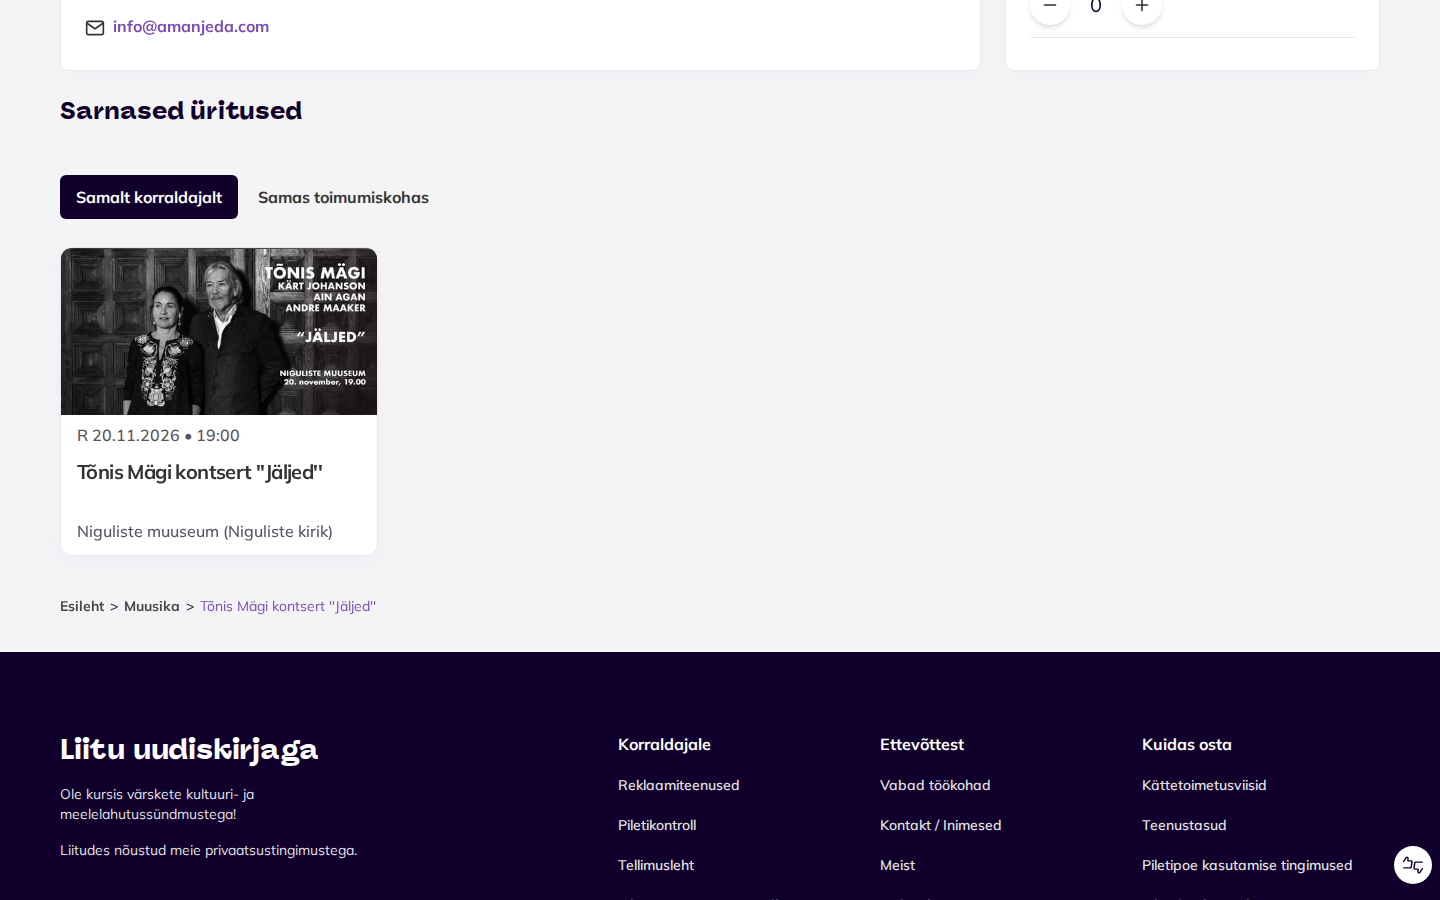 info@amanjeda.com
0
Sarnased üritused
Samalt korraldajalt
Samas toimumiskohas
TÕNIS MÄGI
KÄRT JOHANSON
AIN AGAN
ANDRE MAAKER
"JÄLJED"
NIGULISTE MUUSEUM
20. november, 19.00
R 20.11.2026 • 19:00
Tõnis Mägi kontsert "Jäljed"
Niguliste muuseum (Niguliste kirik)
Esileht > Muusika > Tõnis Mägi kontsert "Jäljed"
Liitu uudiskirjaga
Ole kursis värskete kultuuri- ja
meelelahutussündmustega!
Liitudes nõustud meie privaatsustingimustega.
Korraldajale
Reklaamiteenused
Piletikontroll
Tellimusleht
Ettevõttest
Vabad töökohad
Kontakt / Inimesed
Meist
Kuidas osta
Kättetoimetusviisid
Teenustasud
Piletipoe kasutamise tingimused